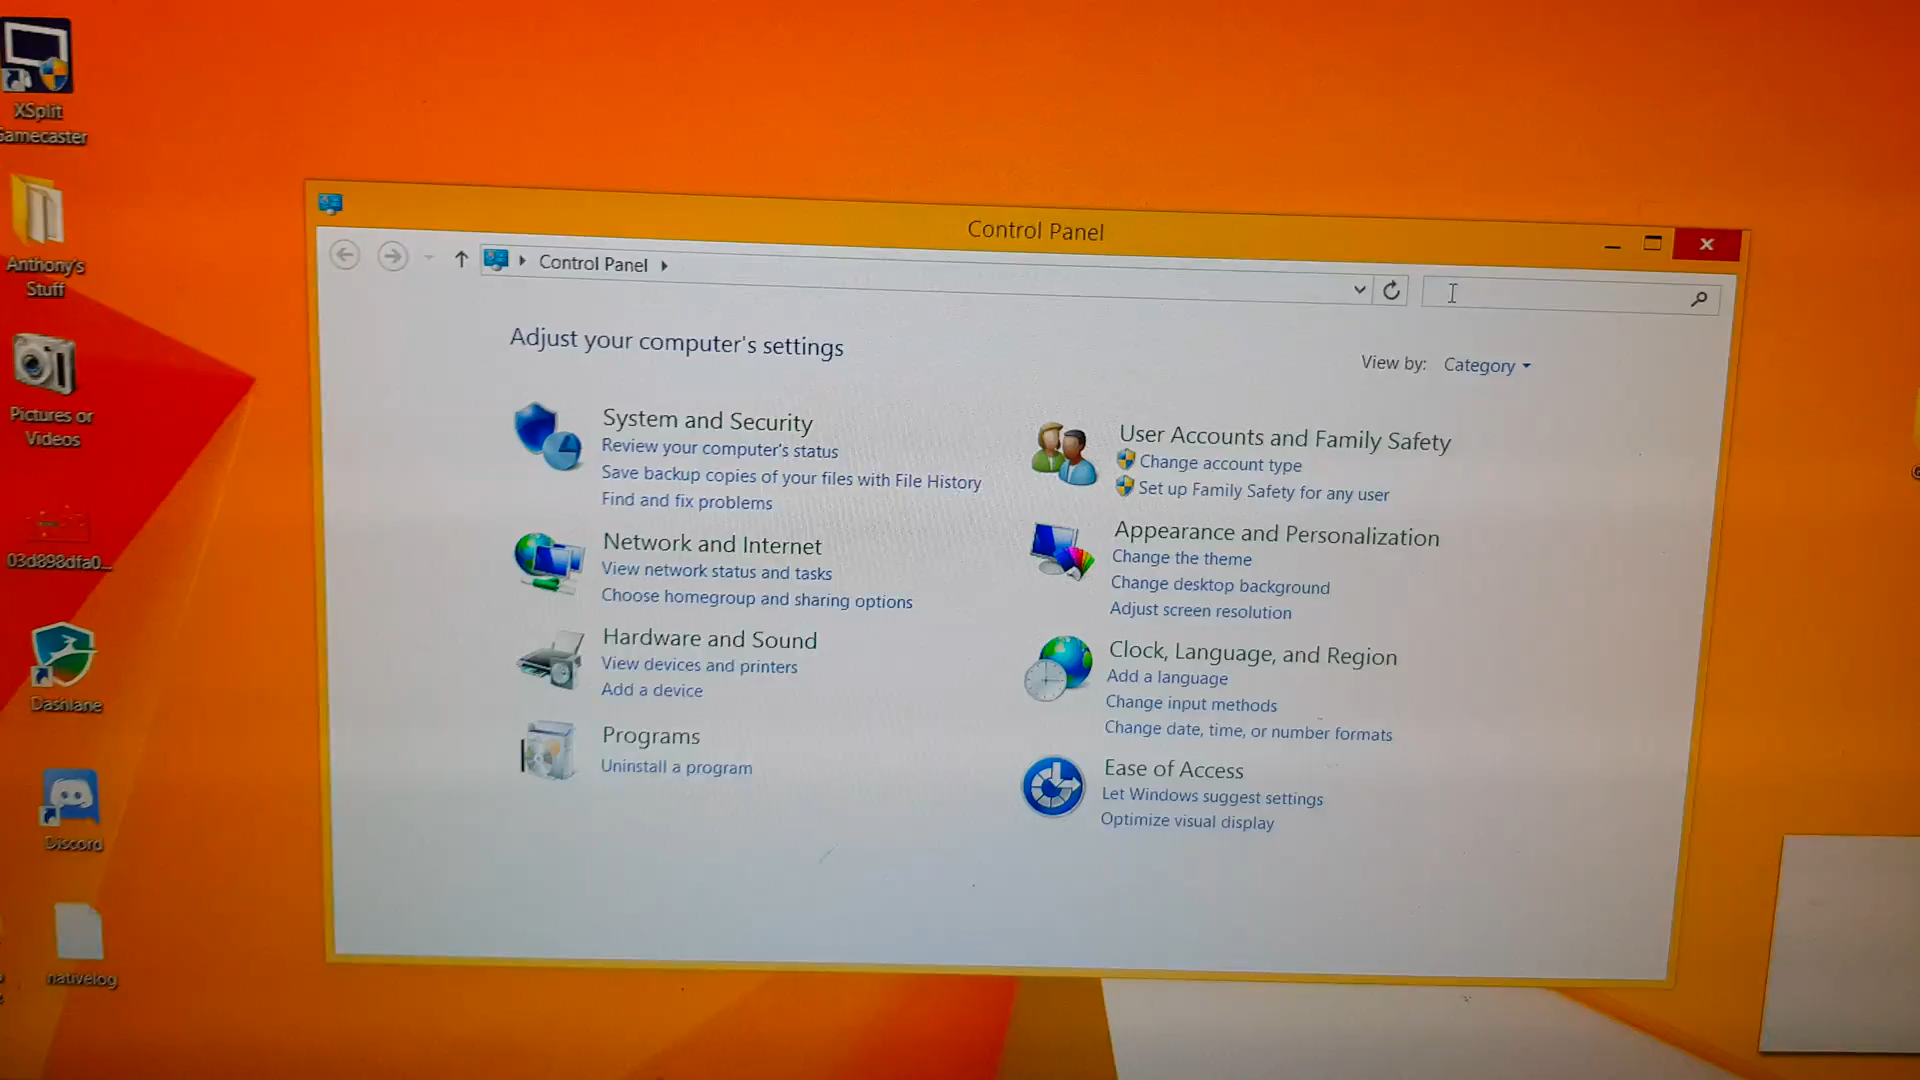 XSplit
Gamecaster
Anthony's
Stuff
Pictures or
Videos
03d898dfa0...
Dashlane
Discord
nativelog
Control Panel
Control Panel
Adjust your computer's settings
View by: Category
System and Security
Review your computer's status
Save backup copies of your files with File History
Find and fix problems
Network and Internet
View network status and tasks
Choose homegroup and sharing options
Hardware and Sound
View devices and printers
Add a device
Programs
Uninstall a program
User Accounts and Family Safety
Change account type
Set up Family Safety for any user
Appearance and Personalization
Change the theme
Change desktop background
Adjust screen resolution
Clock, Language, and Region
Add a language
Change input methods
Change date, time, or number formats
Ease of Access
Let Windows suggest settings
Optimize visual display